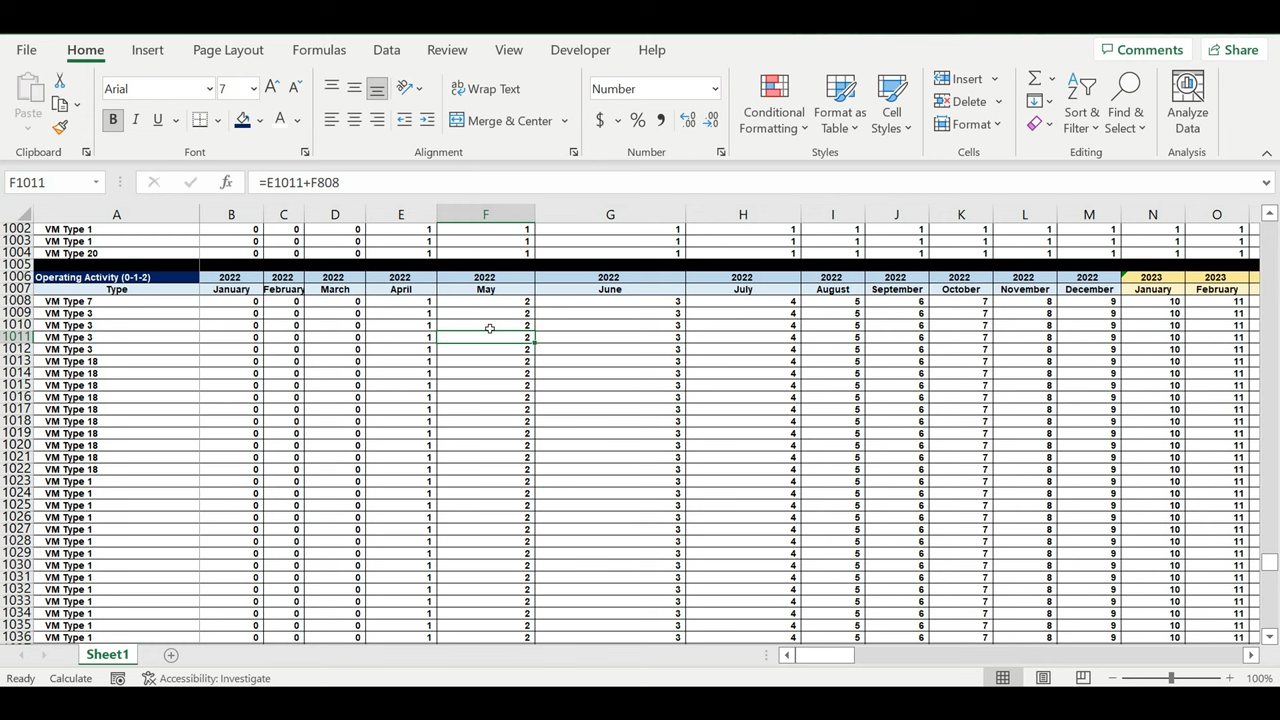 File Home Insert Page Layout Formulas Data Review View Developer Help Comments Share
Paste
Clipboard
Arial 7
B I U
Font
Wrap Text
Merge & Center
Alignment
Number
$ % ,
Number
Conditional Formatting
Format as Table
Cell Styles
Styles
Insert
Delete
Format
Cells
Sort & Filter
Find & Select
Editing
Analyze Data
Analysis
F1011 fx =E1011+F808
A B C D E F G H I J K L M N O
1002 VM Type 1 0 0 0 1 1 1 1 1 1 1 1 1 1 1
1003 VM Type 1 0 0 0 1 1 1 1 1 1 1 1 1 1 1
1004 VM Type 20 0 0 0 1 1 1 1 1 1 1 1 1 1 1
1005
1006 Operating Activity (0-1-2) 2022 2022 2022 2022 2022 2022 2022 2022 2022 2022 2022 2022 2023 2023
1007 Type January February March April May June July August September October November December January February
1008 VM Type 7 0 0 0 1 2 3 4 5 6 7 8 9 10 11
1009 VM Type 3 0 0 0 1 2 3 4 5 6 7 8 9 10 11
1010 VM Type 3 0 0 0 1 2 3 4 5 6 7 8 9 10 11
1011 VM Type 3 0 0 0 1 2 3 4 5 6 7 8 9 10 11
1012 VM Type 3 0 0 0 1 2 3 4 5 6 7 8 9 10 11
1013 VM Type 18 0 0 0 1 2 3 4 5 6 7 8 9 10 11
1014 VM Type 18 0 0 0 1 2 3 4 5 6 7 8 9 10 11
1015 VM Type 18 0 0 0 1 2 3 4 5 6 7 8 9 10 11
1016 VM Type 18 0 0 0 1 2 3 4 5 6 7 8 9 10 11
1017 VM Type 18 0 0 0 1 2 3 4 5 6 7 8 9 10 11
1018 VM Type 18 0 0 0 1 2 3 4 5 6 7 8 9 10 11
1019 VM Type 18 0 0 0 1 2 3 4 5 6 7 8 9 10 11
1020 VM Type 18 0 0 0 1 2 3 4 5 6 7 8 9 10 11
1021 VM Type 18 0 0 0 1 2 3 4 5 6 7 8 9 10 11
1022 VM Type 18 0 0 0 1 2 3 4 5 6 7 8 9 10 11
1023 VM Type 1 0 0 0 1 2 3 4 5 6 7 8 9 10 11
1024 VM Type 1 0 0 0 1 2 3 4 5 6 7 8 9 10 11
1025 VM Type 1 0 0 0 1 2 3 4 5 6 7 8 9 10 11
1026 VM Type 1 0 0 0 1 2 3 4 5 6 7 8 9 10 11
1027 VM Type 1 0 0 0 1 2 3 4 5 6 7 8 9 10 11
1028 VM Type 1 0 0 0 1 2 3 4 5 6 7 8 9 10 11
1029 VM Type 1 0 0 0 1 2 3 4 5 6 7 8 9 10 11
1030 VM Type 1 0 0 0 1 2 3 4 5 6 7 8 9 10 11
1031 VM Type 1 0 0 0 1 2 3 4 5 6 7 8 9 10 11
1032 VM Type 1 0 0 0 1 2 3 4 5 6 7 8 9 10 11
1033 VM Type 1 0 0 0 1 2 3 4 5 6 7 8 9 10 11
1034 VM Type 1 0 0 0 1 2 3 4 5 6 7 8 9 10 11
1035 VM Type 1 0 0 0 1 2 3 4 5 6 7 8 9 10 11
1036 VM Type 1 0 0 0 1 2 3 4 5 6 7 8 9 10 11
Sheet1
Ready Calculate Accessibility: Investigate 100%